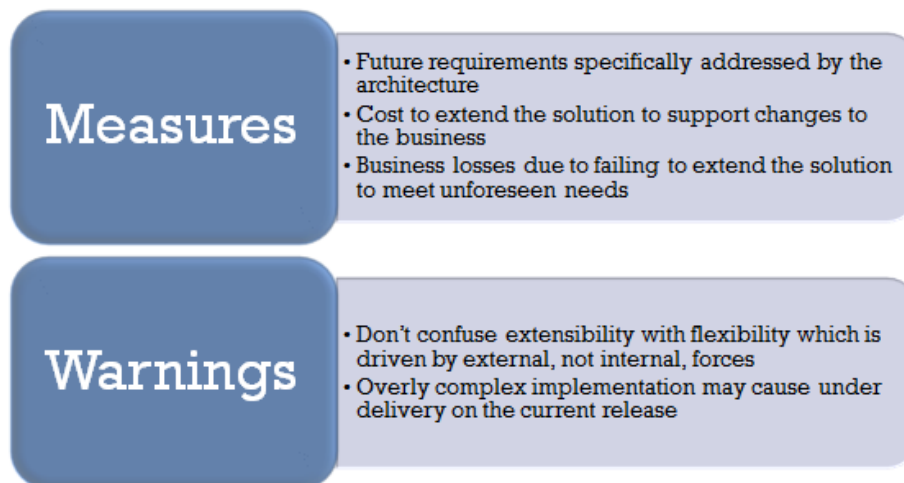 Measures
• Future requirements specifically addressed by the
architecture
• Cost to extend the solution to support changes to
the business
• Business losses due to failing to extend the solution
to meet unforeseen needs
Warnings
• Don’t confuse extensibility with flexibility which is
driven by external, not internal, forces
• Overly complex implementation may cause under
delivery on the current release